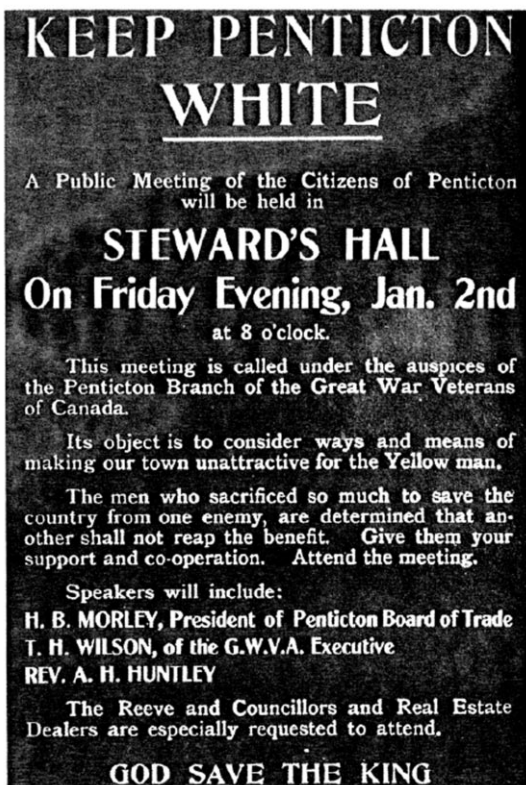 KEEP PENTICTON
WHITE
A Public Meeting of the Citizens of Penticton
will be held in
STEWARD'S HALL
On Friday Evening, Jan. 2nd
at 8 o'clock.
This meeting is called under the auspices of
the Penticton Branch of the Great War Veterans
of Canada.
Its object is to consider ways and means of
making our town unattractive for the Yellow man.
The men who sacrificed so much to save the
country from one enemy, are determined that an-
other shall not reap the benefit. Give them your
support and co-operation. Attend the meeting.
Speakers will include:
H. B. MORLEY, President of Penticton Board of Trade
T. H. WILSON, of the G.W.V.A. Executive
REV. A. H. HUNTLEY
The Reeve and Councillors and Real Estate
Dealers are especially requested to attend.
GOD SAVE THE KING